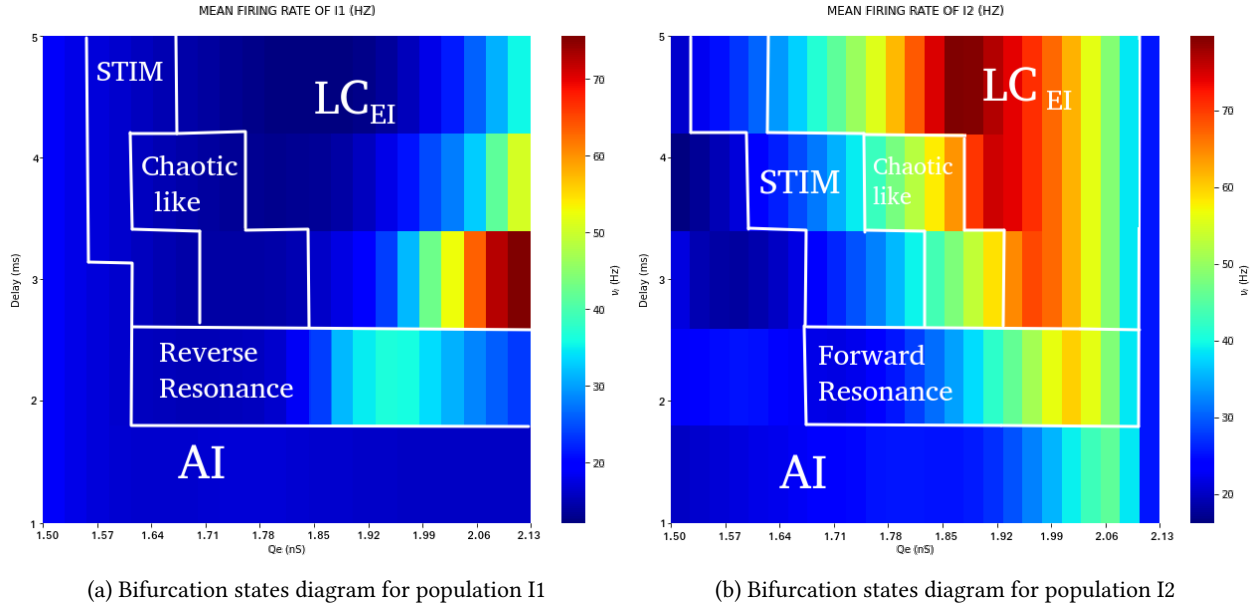 MEAN FIRING RATE OF I1 (HZ)
5
4
3
2
1
Delay (ms)
1.50 1.57 1.64 1.71 1.78 1.85 1.92 1.99 2.06 2.13
Qe (nS)
STIM
LC EI
Chaotic
like
Reverse
Resonance
AI
70
60
50
40
30
20
νᵢ (Hz)
(a) Bifurcation states diagram for population I1
MEAN FIRING RATE OF I2 (HZ)
5
4
3
2
1
Delay (ms)
1.50 1.57 1.64 1.71 1.78 1.85 1.92 1.99 2.06 2.13
Qe (nS)
LC EI
STIM
Chaotic
like
Forward
Resonance
AI
70
60
50
40
30
20
νᵢ (Hz)
(b) Bifurcation states diagram for population I2